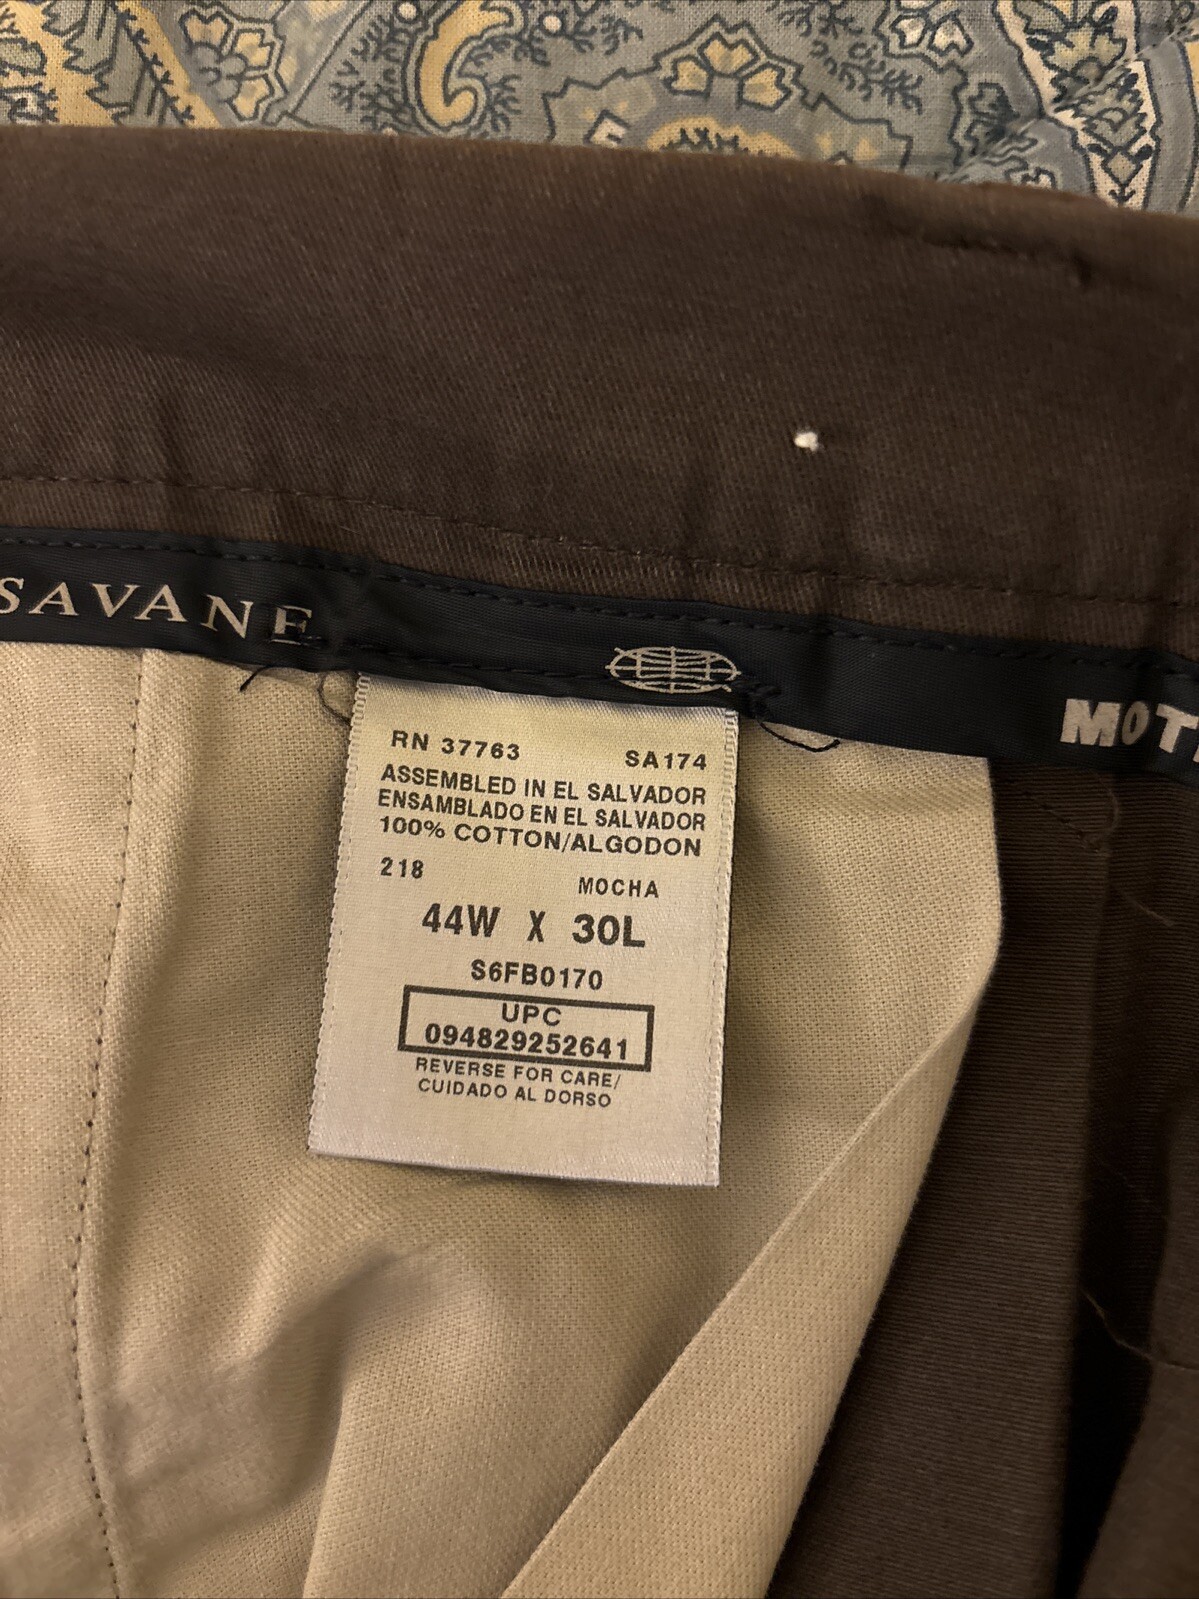 SAVANE
MOT
RN 37763 SA174
ASSEMBLED IN EL SALVADOR
ENSAMBLADO EN EL SALVADOR
100% COTTON/ALGODON
218 MOCHA
44W X 30L
S6FB0170
UPC
094829252641
REVERSE FOR CARE/
CUIDADO AL DORSO